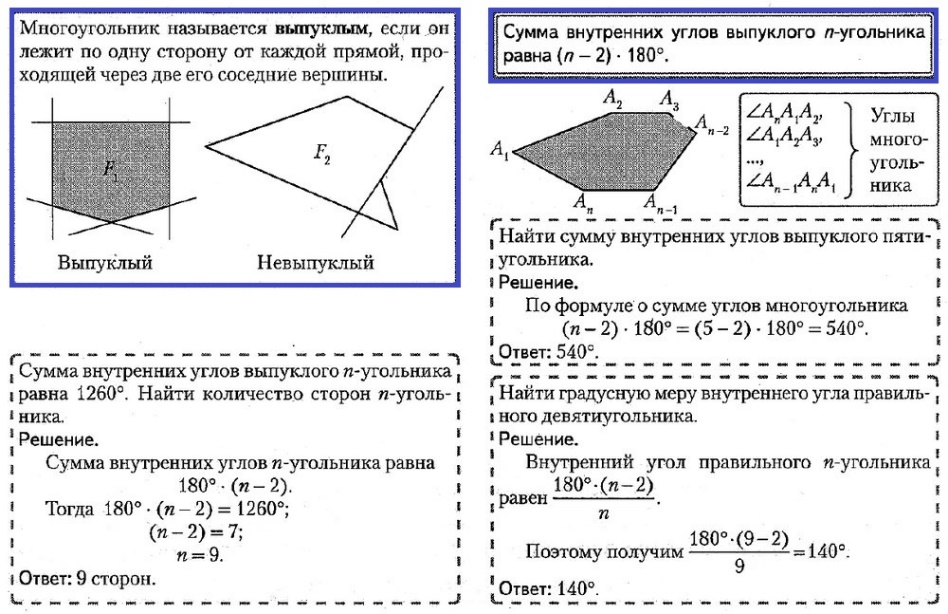 Многоугольник называется выпуклым, если он
лежит по одну сторону от каждой прямой, про-
ходящей через две его соседние вершины.
F₁
F₂
Выпуклый
Невыпуклый
Сумма внутренних углов выпуклого n-угольника
равна 1260°. Найти количество сторон n-уголь-
ника.
Решение.
Сумма внутренних углов n-угольника равна
180° · (n − 2).
Тогда 180° · (n − 2) = 1260°;
(n − 2) = 7;
n = 9.
Ответ: 9 сторон.
Сумма внутренних углов выпуклого n-угольника
равна (n − 2) · 180°.
A₁
A₂
A₃
Aₙ₋₂
Aₙ
Aₙ₋₁
∠AₙA₁A₂,
∠A₁A₂A₃,
...,
∠Aₙ₋₁AₙA₁
Углы
много-
уголь-
ника
Найти сумму внутренних углов выпуклого пяти-
угольника.
Решение.
По формуле о сумме углов многоугольника
(n − 2) · 180° = (5 − 2) · 180° = 540°.
Ответ: 540°.
Найти градусную меру внутреннего угла правиль-
ного девятиугольника.
Решение.
Внутренний угол правильного n-угольника
равен 180°·(n−2)/n.
Поэтому получим 180°·(9−2)/9 = 140°.
Ответ: 140°.